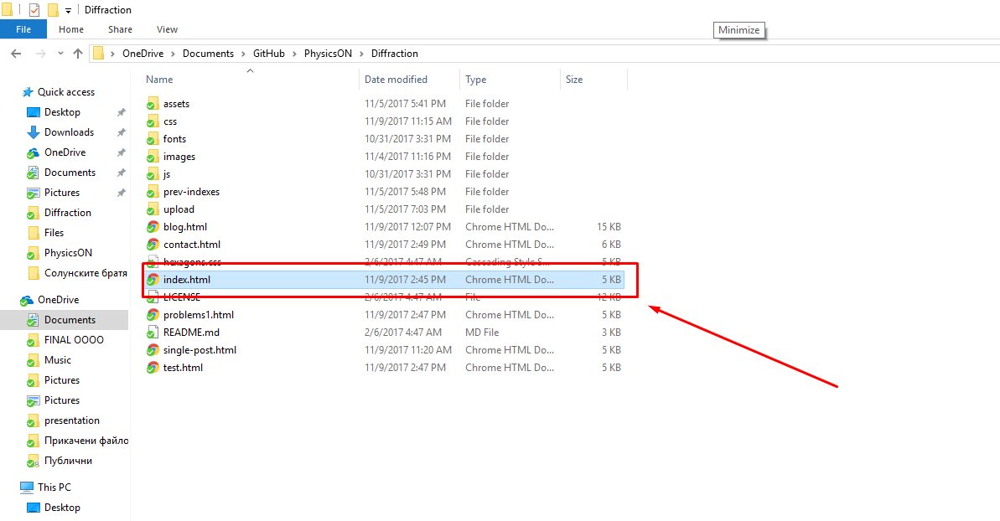 Diffraction
File Home Share View
Minimize
OneDrive Documents GitHub PhysicsON Diffraction
Name Date modified Type Size
Quick access
Desktop
Downloads
OneDrive
Documents
Pictures
Diffraction
Files
PhysicsON
Солунските братя
OneDrive
Documents
FINAL OOOO
Music
Pictures
Pictures
presentation
Прикачени файло
Публични
This PC
Desktop
assets 11/5/2017 5:41 PM File folder
css 11/9/2017 11:15 AM File folder
fonts 10/31/2017 3:31 PM File folder
images 11/4/2017 11:16 PM File folder
js 10/31/2017 3:31 PM File folder
prev-indexes 11/5/2017 5:48 PM File folder
upload 11/5/2017 7:03 PM File folder
blog.html 11/9/2017 12:07 PM Chrome HTML Do... 15 KB
contact.html 11/9/2017 2:49 PM Chrome HTML Do... 6 KB
hexagons.css 2/6/2017 4:47 AM Cascading Style S... 5 KB
index.html 11/9/2017 2:45 PM Chrome HTML Do... 5 KB
LICENSE 2/6/2017 4:47 AM File 12 KB
problems1.html 11/9/2017 2:47 PM Chrome HTML Do... 5 KB
README.md 2/6/2017 4:47 AM MD File 3 KB
single-post.html 11/9/2017 11:20 AM Chrome HTML Do... 5 KB
test.html 11/9/2017 2:47 PM Chrome HTML Do... 5 KB